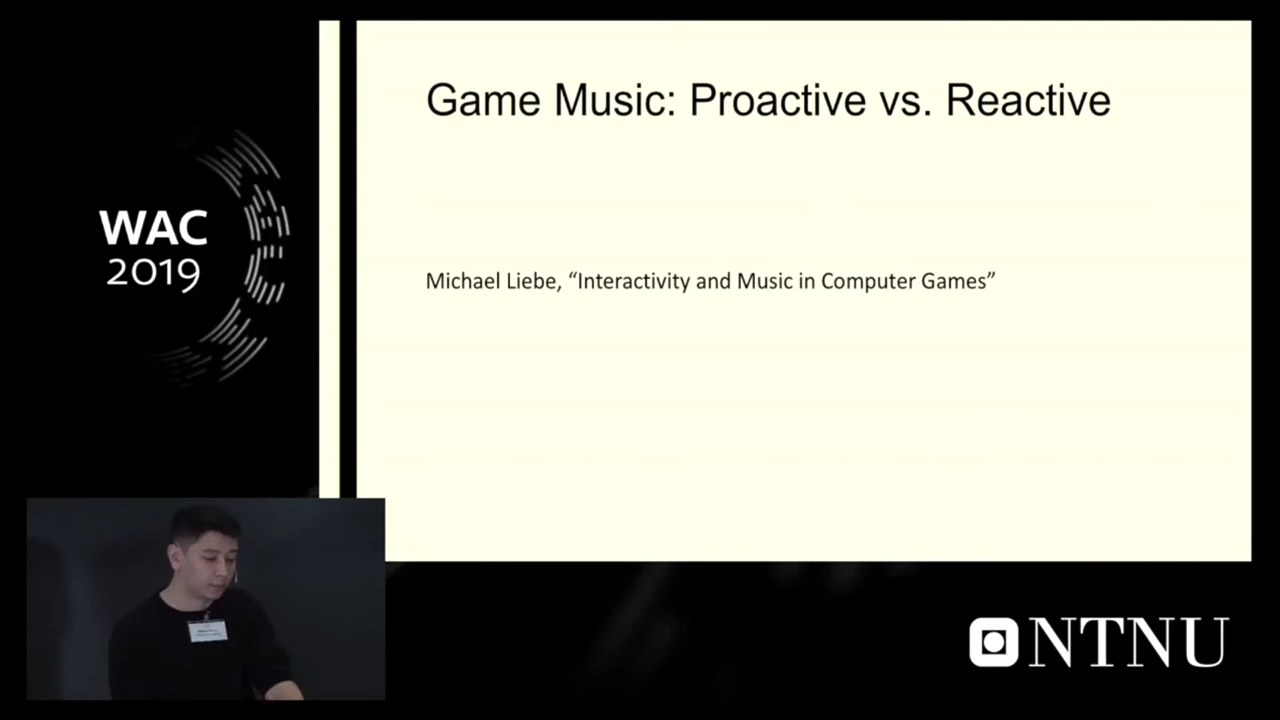 Game Music: Proactive vs. Reactive
WAC
2019
Michael Liebe, “Interactivity and Music in Computer Games”
NTNU